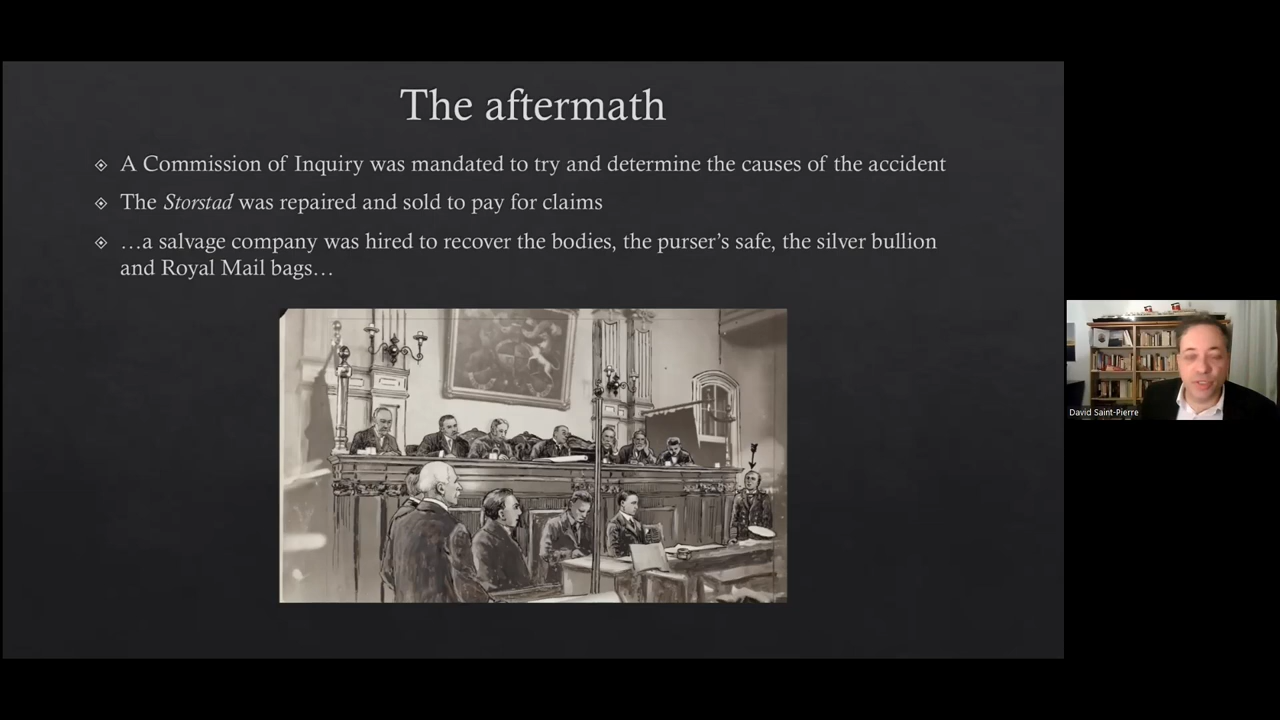 The aftermath
A Commission of Inquiry was mandated to try and determine the causes of the accident
The Storstad was repaired and sold to pay for claims
…a salvage company was hired to recover the bodies, the purser’s safe, the silver bullion
and Royal Mail bags…
David Saint-Pierre